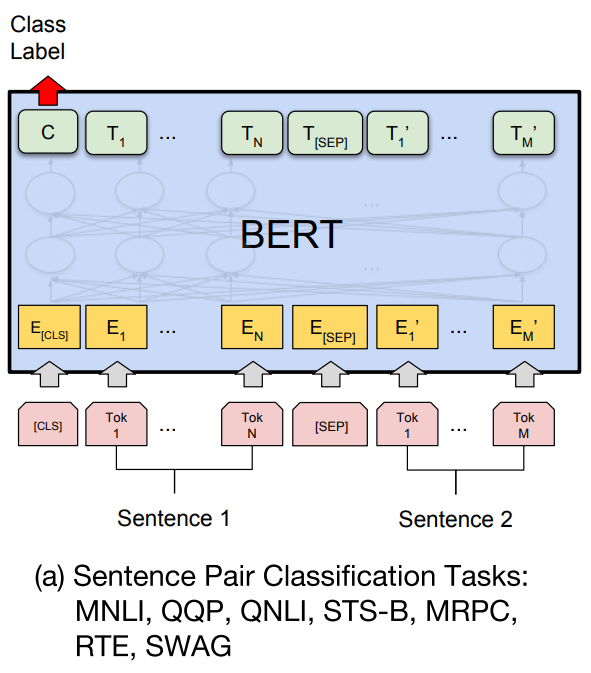 Class
Label
C T1 ... TN T[SEP] T1’ ... TM’
...
BERT
...
E[CLS] E1 ... EN E[SEP] E1’ ... EM’
[CLS] Tok 1 ... Tok N [SEP] Tok 1 ... Tok M
Sentence 1 Sentence 2
(a) Sentence Pair Classification Tasks:
MNLI, QQP, QNLI, STS-B, MRPC,
RTE, SWAG